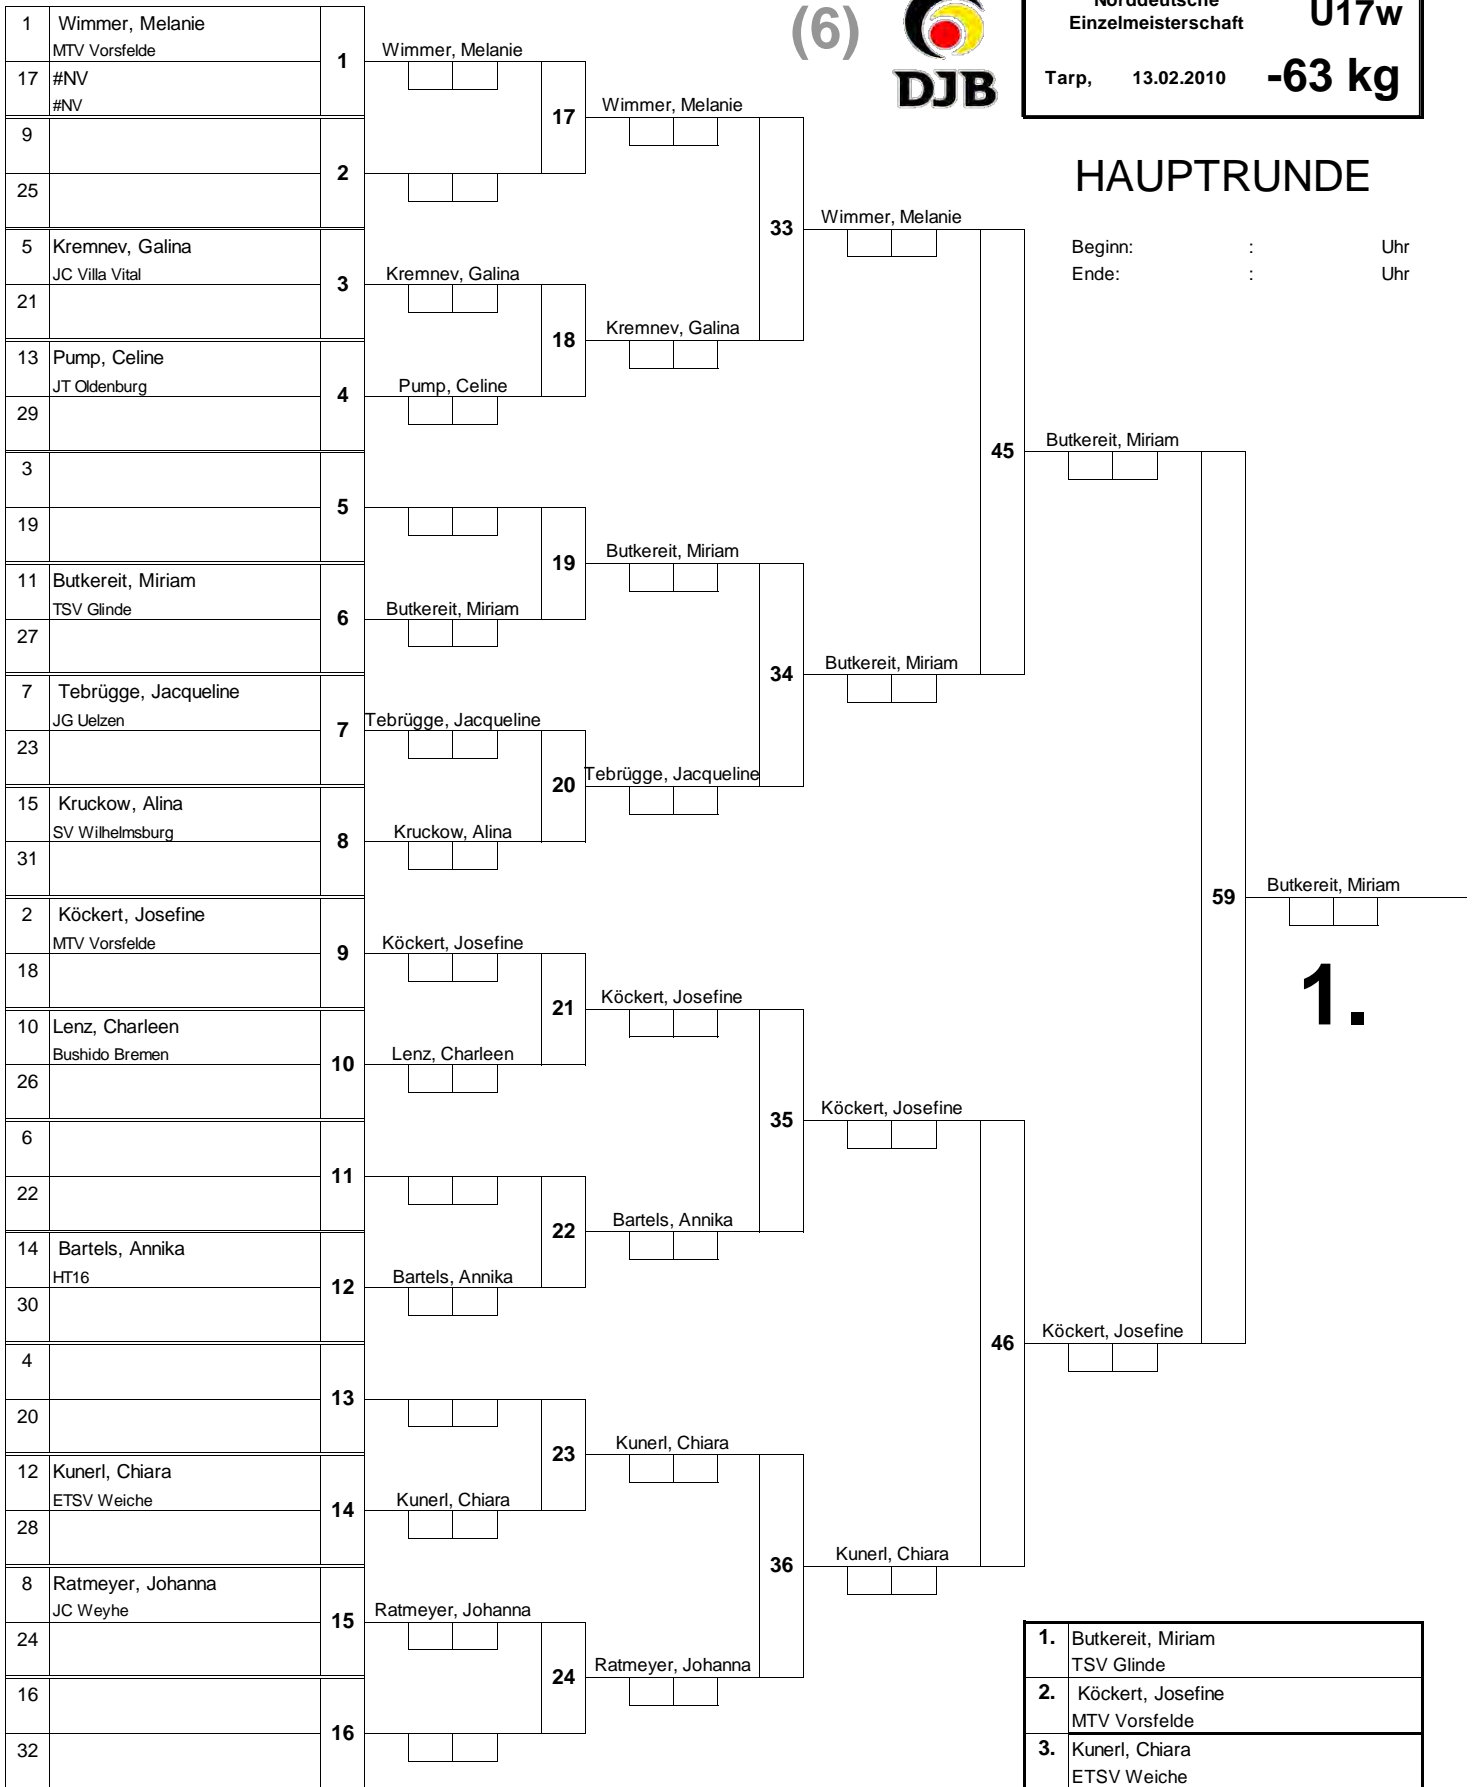 (6)
DJB
Norddeutsche
Einzelmeisterschaft
U17w
Tarp, 13.02.2010 -63 kg
HAUPTRUNDE
Beginn: : Uhr
Ende: : Uhr
1 Wimmer, Melanie
MTV Vorsfelde
17 #NV
#NV
1
9
25
2
5 Kremnev, Galina
JC Villa Vital
21
3
13 Pump, Celine
JT Oldenburg
29
4
3
19
5
11 Butkereit, Miriam
TSV Glinde
27
6
7 Tebrügge, Jacqueline
JG Uelzen
23
7
15 Kruckow, Alina
SV Wilhelmsburg
31
8
2 Köckert, Josefine
MTV Vorsfelde
18
9
10 Lenz, Charleen
Bushido Bremen
26
10
6
22
11
14 Bartels, Annika
HT16
30
12
4
20
13
12 Kunerl, Chiara
ETSV Weiche
28
14
8 Ratmeyer, Johanna
JC Weyhe
24
15
16
32
16
Wimmer, Melanie
17
Kremnev, Galina
18
Pump, Celine
19
Butkereit, Miriam
Tebrügge, Jacqueline
20
Kruckow, Alina
Köckert, Josefine
21
Lenz, Charleen
22
Bartels, Annika
23
Kunerl, Chiara
Ratmeyer, Johanna
24
Wimmer, Melanie
33
Kremnev, Galina
Butkereit, Miriam
34
Tebrügge, Jacqueline
Köckert, Josefine
35
Bartels, Annika
Kunerl, Chiara
36
Ratmeyer, Johanna
Wimmer, Melanie
45
Butkereit, Miriam
Köckert, Josefine
46
Kunerl, Chiara
Butkereit, Miriam
59
Köckert, Josefine
Butkereit, Miriam
1.
1. Butkereit, Miriam
TSV Glinde
2. Köckert, Josefine
MTV Vorsfelde
3. Kunerl, Chiara
ETSV Weiche